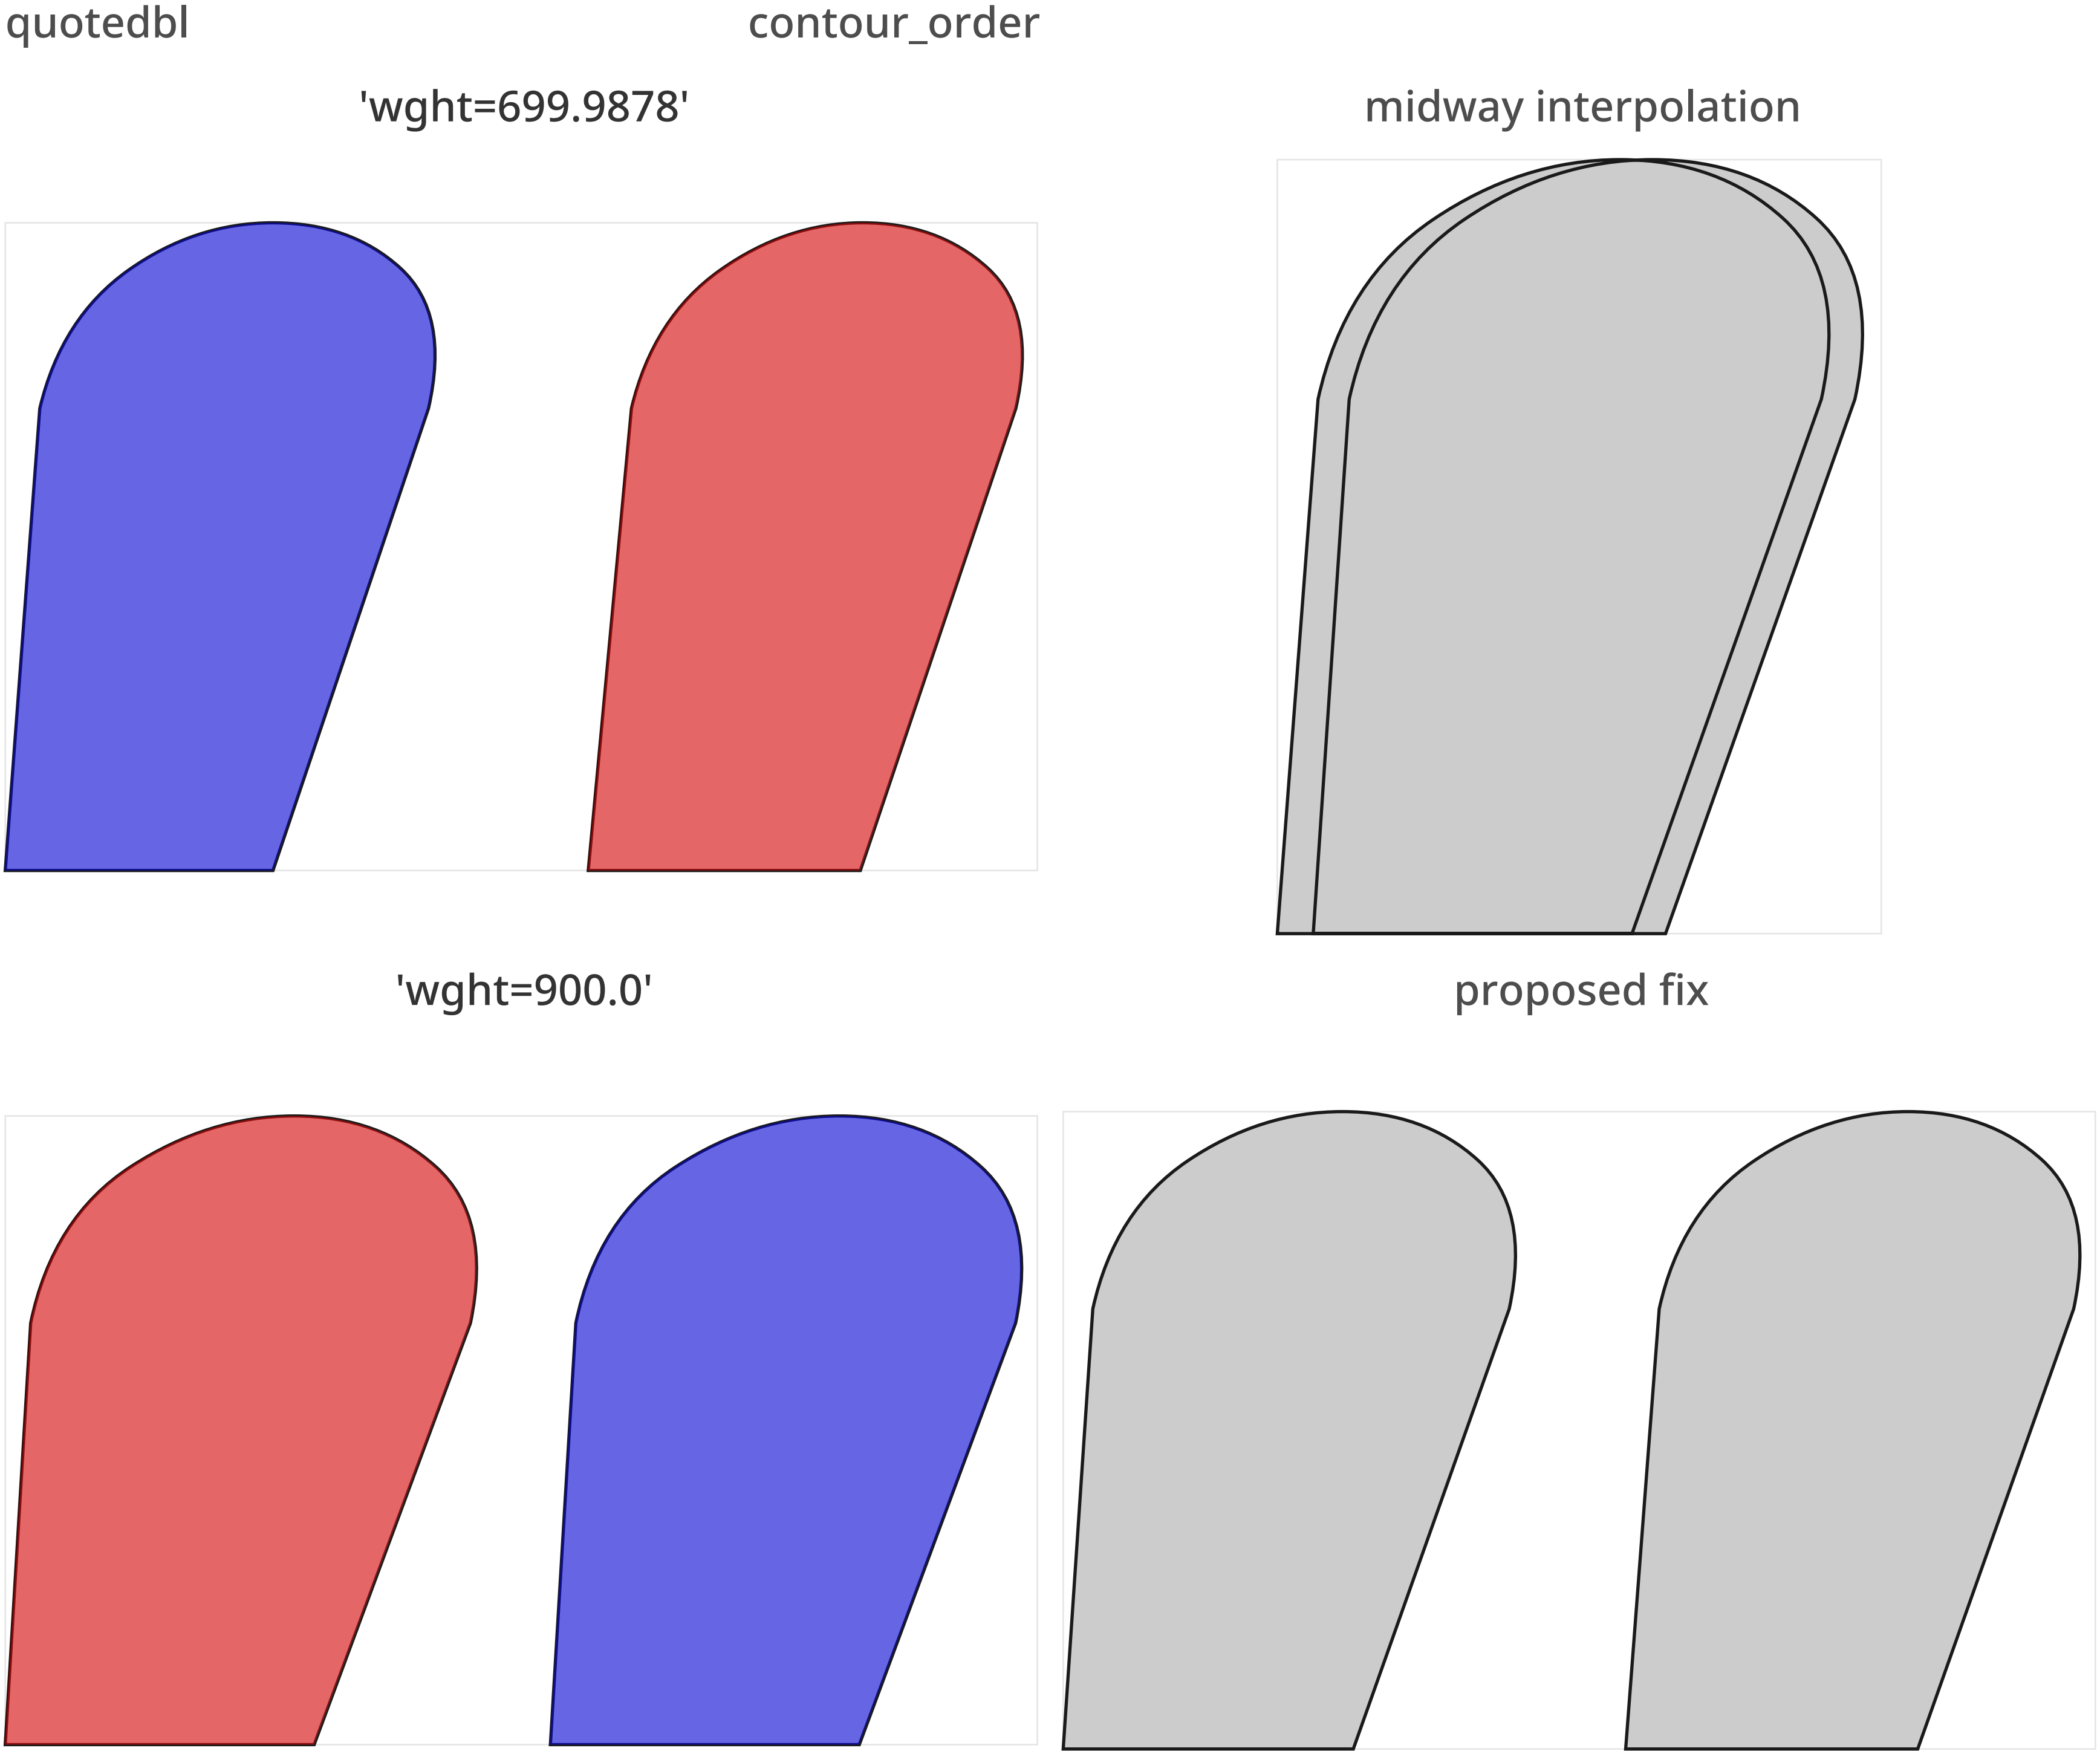 quotedbl contour_order
'wght=699.9878'
midway interpolation
'wght=900.0'
proposed fix